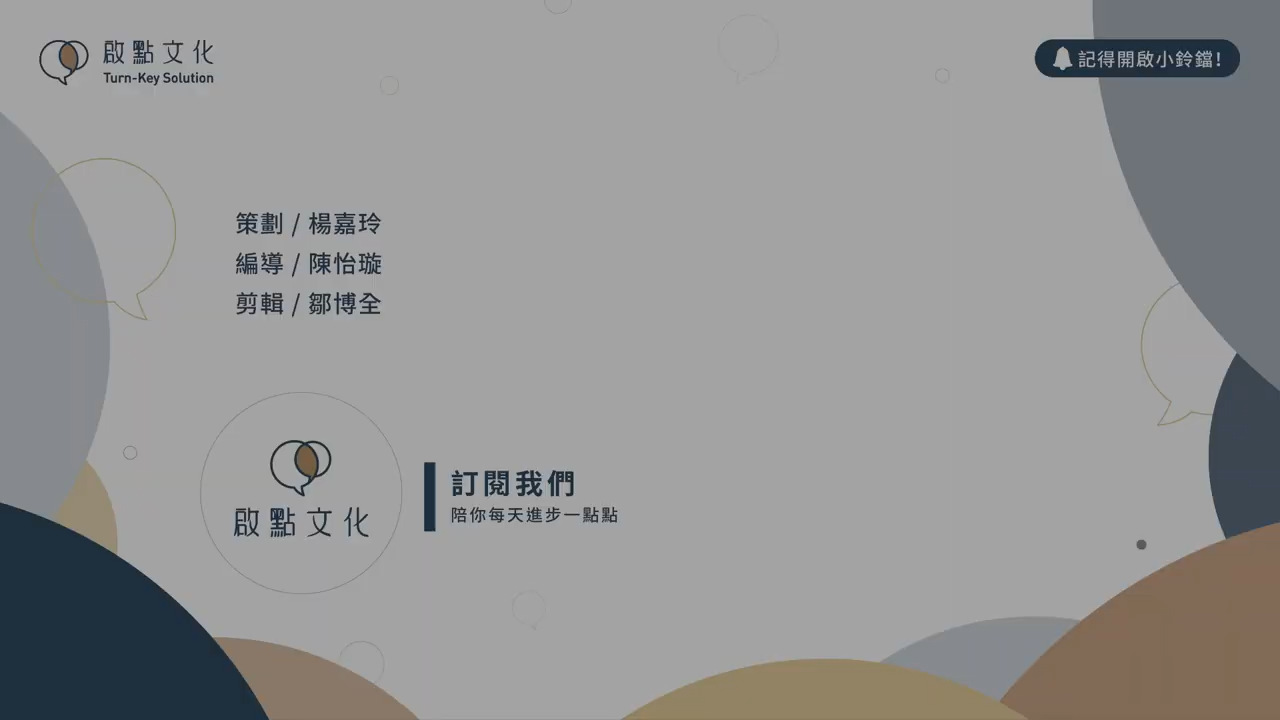 啟點文化
Turn-Key Solution
記得開啟小鈴鐺!
策劃 / 楊嘉玲
編導 / 陳怡璇
剪輯 / 鄒博全
啟點文化
訂閱我們
陪你每天進步一點點